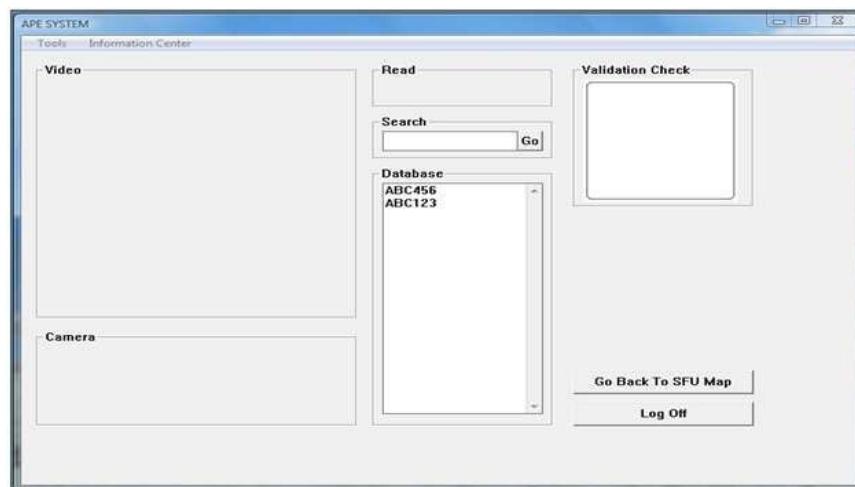 APE SYSTEM
Tools Information Center
Video
Read
Validation Check
Search
Go
Database
ABC456
ABC123
Camera
Go Back To SFU Map
Log Off